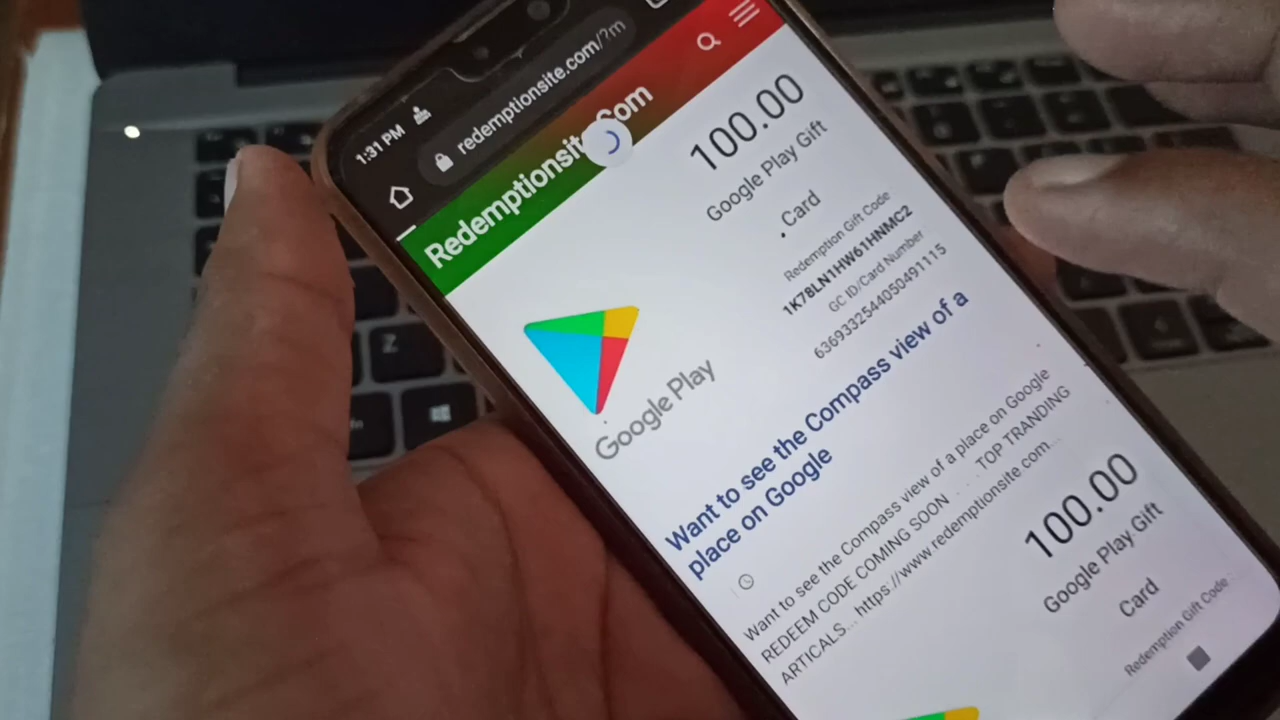 1:31 PM
redemptionsite.com/?m
Redemptionsite.Com
100.00
Google Play Gift
Card
Redemption Gift Code
1K78LN1HW61HNMC2
GC ID/Card Number
6369332544050491115
Google Play
Want to see the Compass view of a
place on Google
Want to see the Compass view of a place on Google
REDEEM CODE COMING SOON . . . TOP TRANDING
ARTICALS... https://www.redemptionsite.com...
100.00
Google Play Gift
Card
Redemption Gift Code
Z